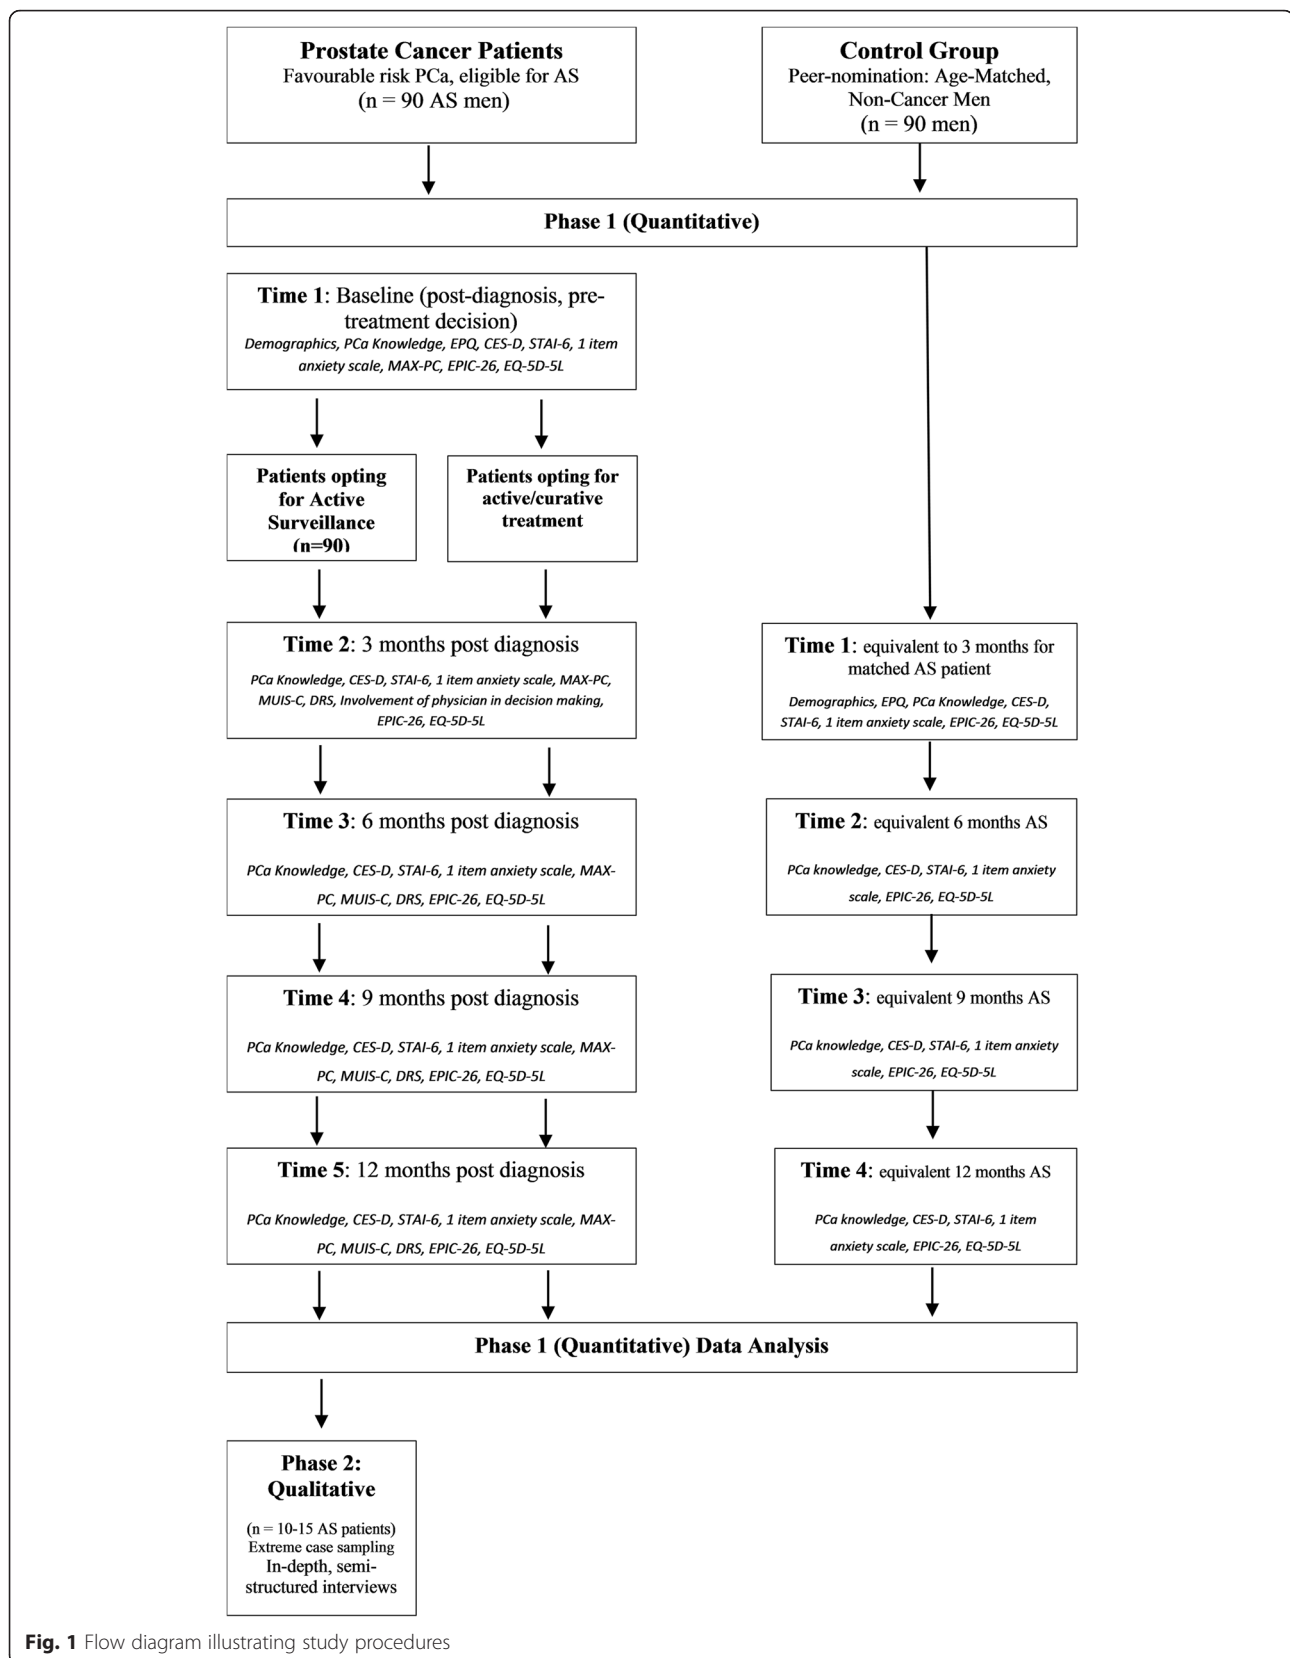 Prostate Cancer Patients
Favourable risk PCa, eligible for AS
(n = 90 AS men)
Control Group
Peer-nomination: Age-Matched,
Non-Cancer Men
(n = 90 men)
Phase 1 (Quantitative)
Time 1: Baseline (post-diagnosis, pre-
treatment decision)
Demographics, PCa Knowledge, EPQ, CES-D, STAI-6, 1 item
anxiety scale, MAX-PC, EPIC-26, EQ-5D-5L
Patients opting
for Active
Surveillance
(n=90)
Patients opting for
active/curative
treatment
Time 2: 3 months post diagnosis
PCa Knowledge, CES-D, STAI-6, 1 item anxiety scale, MAX-PC,
MUIS-C, DRS, Involvement of physician in decision making,
EPIC-26, EQ-5D-5L
Time 1: equivalent to 3 months for
matched AS patient
Demographics, EPQ, PCa Knowledge, CES-D,
STAI-6, 1 item anxiety scale, EPIC-26, EQ-5D-5L
Time 3: 6 months post diagnosis
PCa Knowledge, CES-D, STAI-6, 1 item anxiety scale, MAX-
PC, MUIS-C, DRS, EPIC-26, EQ-5D-5L
Time 2: equivalent 6 months AS
PCa knowledge, CES-D, STAI-6, 1 item anxiety
scale, EPIC-26, EQ-5D-5L
Time 4: 9 months post diagnosis
PCa Knowledge, CES-D, STAI-6, 1 item anxiety scale, MAX-
PC, MUIS-C, DRS, EPIC-26, EQ-5D-5L
Time 3: equivalent 9 months AS
PCa knowledge, CES-D, STAI-6, 1 item anxiety
scale, EPIC-26, EQ-5D-5L
Time 5: 12 months post diagnosis
PCa Knowledge, CES-D, STAI-6, 1 item anxiety scale, MAX-
PC, MUIS-C, DRS, EPIC-26, EQ-5D-5L
Time 4: equivalent 12 months AS
PCa knowledge, CES-D, STAI-6, 1 item
anxiety scale, EPIC-26, EQ-5D-5L
Phase 1 (Quantitative) Data Analysis
Phase 2:
Qualitative
(n = 10-15 AS patients)
Extreme case sampling
In-depth, semi-
structured interviews
Fig. 1 Flow diagram illustrating study procedures